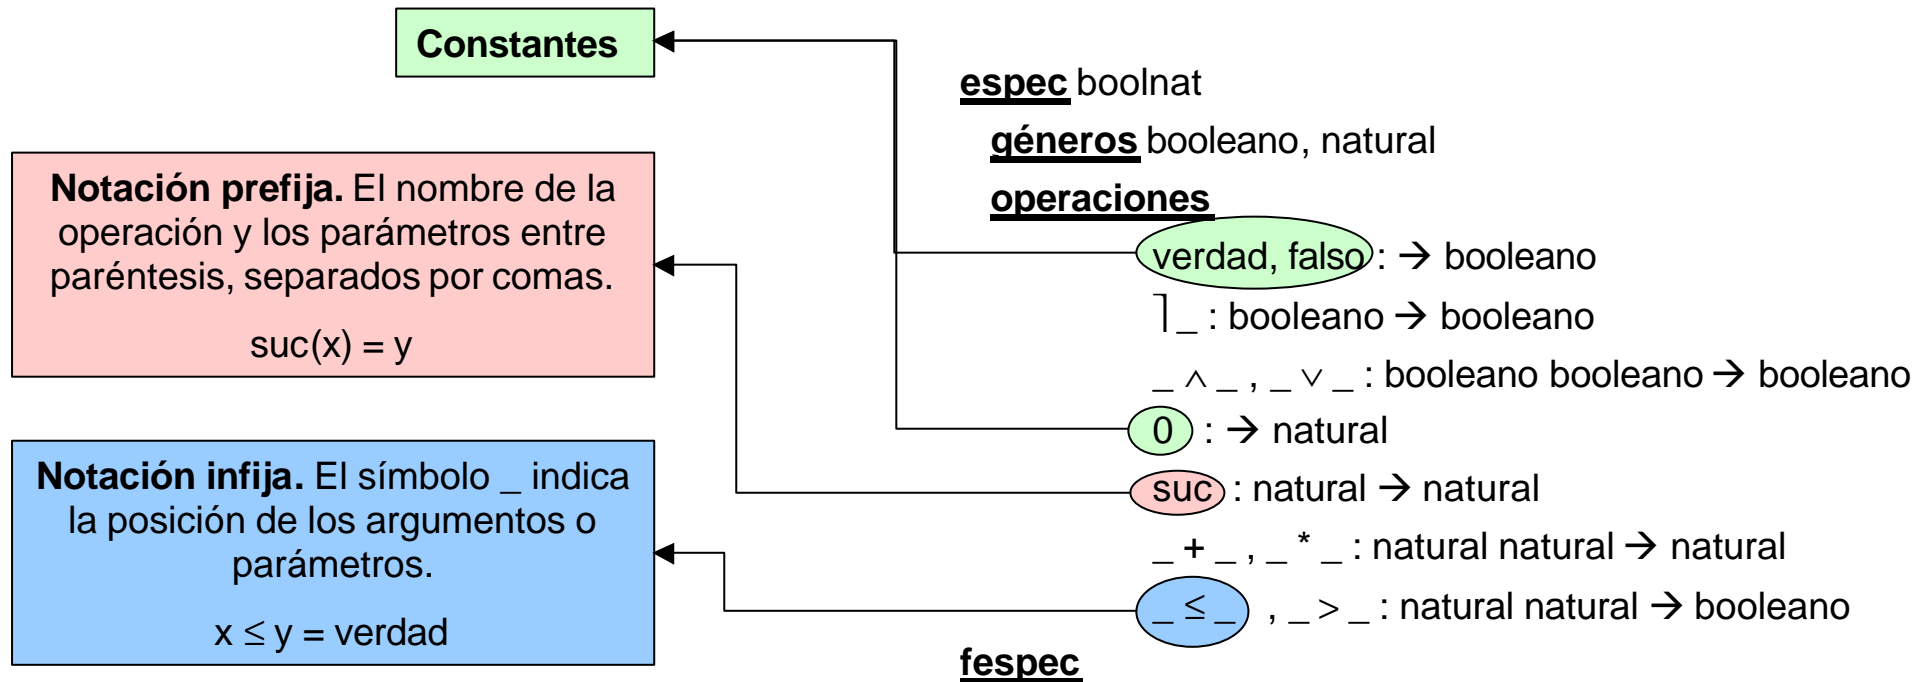 Constantes
Notación prefija. El nombre de la
operación y los parámetros entre
paréntesis, separados por comas.
suc(x) = y
Notación infija. El símbolo _ indica
la posición de los argumentos o
parámetros.
x ≤ y = verdad
espec boolnat
géneros booleano, natural
operaciones
verdad, falso : → booleano
⎤ _ : booleano → booleano
_ ∧ _ , _ ∨ _ : booleano booleano → booleano
0 : → natural
suc : natural → natural
_ + _ , _ * _ : natural natural → natural
_ ≤ _ , _ > _ : natural natural → booleano
fespec